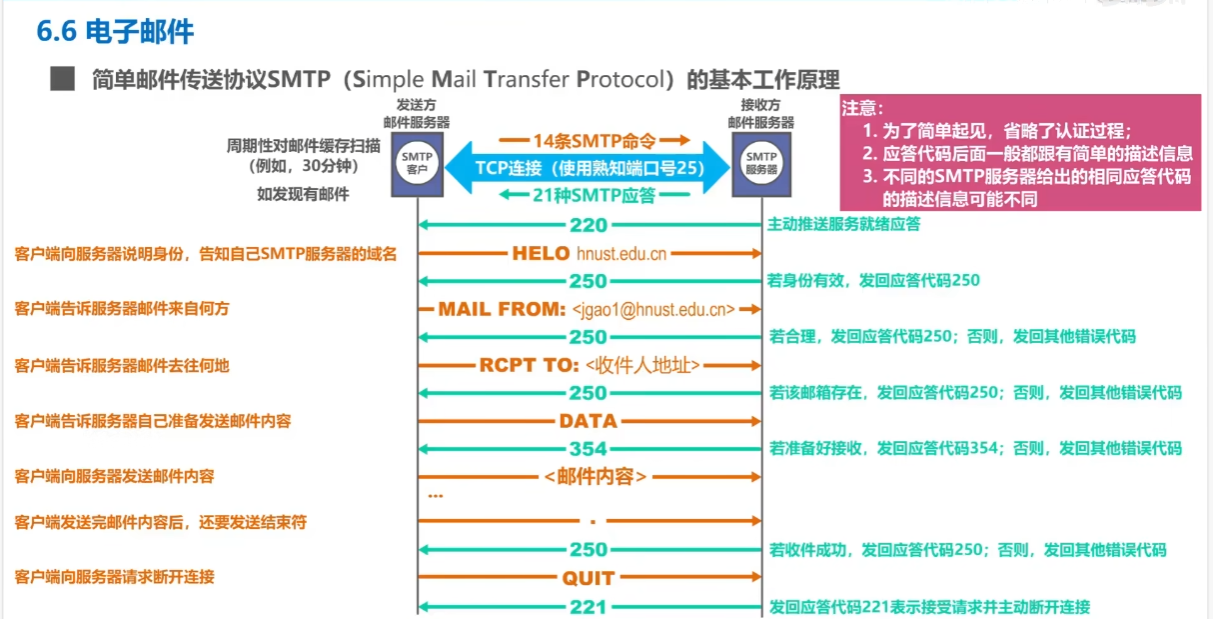 6.6 电子邮件
■ 简单邮件传送协议SMTP（Simple Mail Transfer Protocol）的基本工作原理
发送方
邮件服务器
接收方
邮件服务器
注意：
1. 为了简单起见，省略了认证过程；
2. 应答代码后面一般都跟有简单的描述信息
3. 不同的SMTP服务器给出的相同应答代码
的描述信息可能不同
周期性对邮件缓存扫描
（例如，30分钟）
如发现有邮件
SMTP
客户
14条SMTP命令
TCP连接（使用熟知端口号25）
21种SMTP应答
SMTP
服务器
220
主动推送服务就绪应答
客户端向服务器说明身份，告知自己SMTP服务器的域名
HELO hnust.edu.cn
250
若身份有效，发回应答代码250
客户端告诉服务器邮件来自何方
MAIL FROM: <jgao1@hnust.edu.cn>
250
若合理，发回应答代码250；否则，发回其他错误代码
客户端告诉服务器邮件去往何地
RCPT TO: <收件人地址>
250
若该邮箱存在，发回应答代码250；否则，发回其他错误代码
客户端告诉服务器自己准备发送邮件内容
DATA
354
若准备好接收，发回应答代码354；否则，发回其他错误代码
客户端向服务器发送邮件内容
<邮件内容>
...
客户端发送完邮件内容后，还要发送结束符
.
250
若收件成功，发回应答代码250；否则，发回其他错误代码
客户端向服务器请求断开连接
QUIT
221
发回应答代码221表示接受请求并主动断开连接